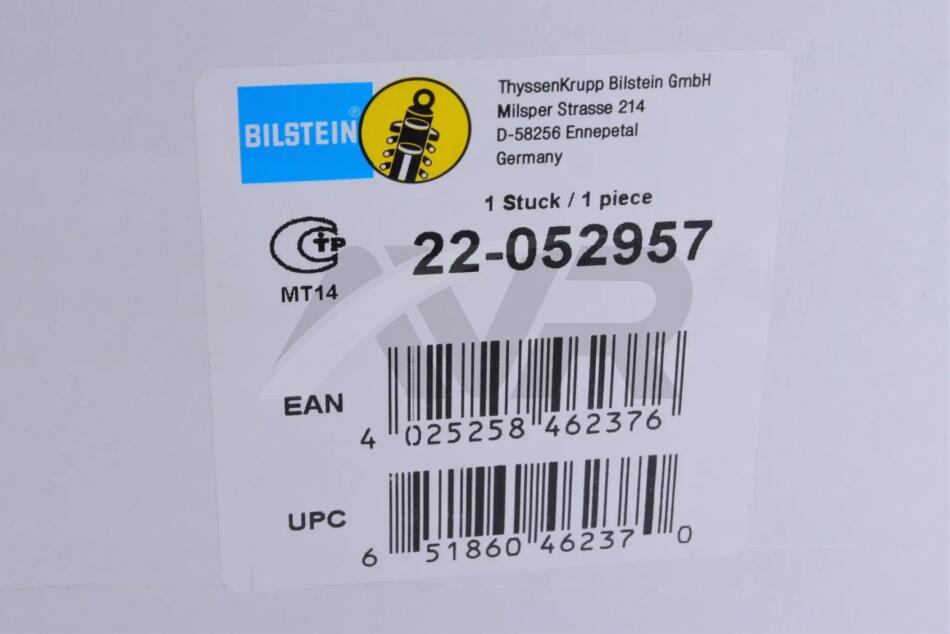 BILSTEIN®
ThyssenKrupp Bilstein GmbH
Milsper Strasse 214
D-58256 Ennepetal
Germany
1 Stuck / 1 piece
22-052957
MT14
AVR
EAN
4 025258 462376
UPC
6 51860 46237 0